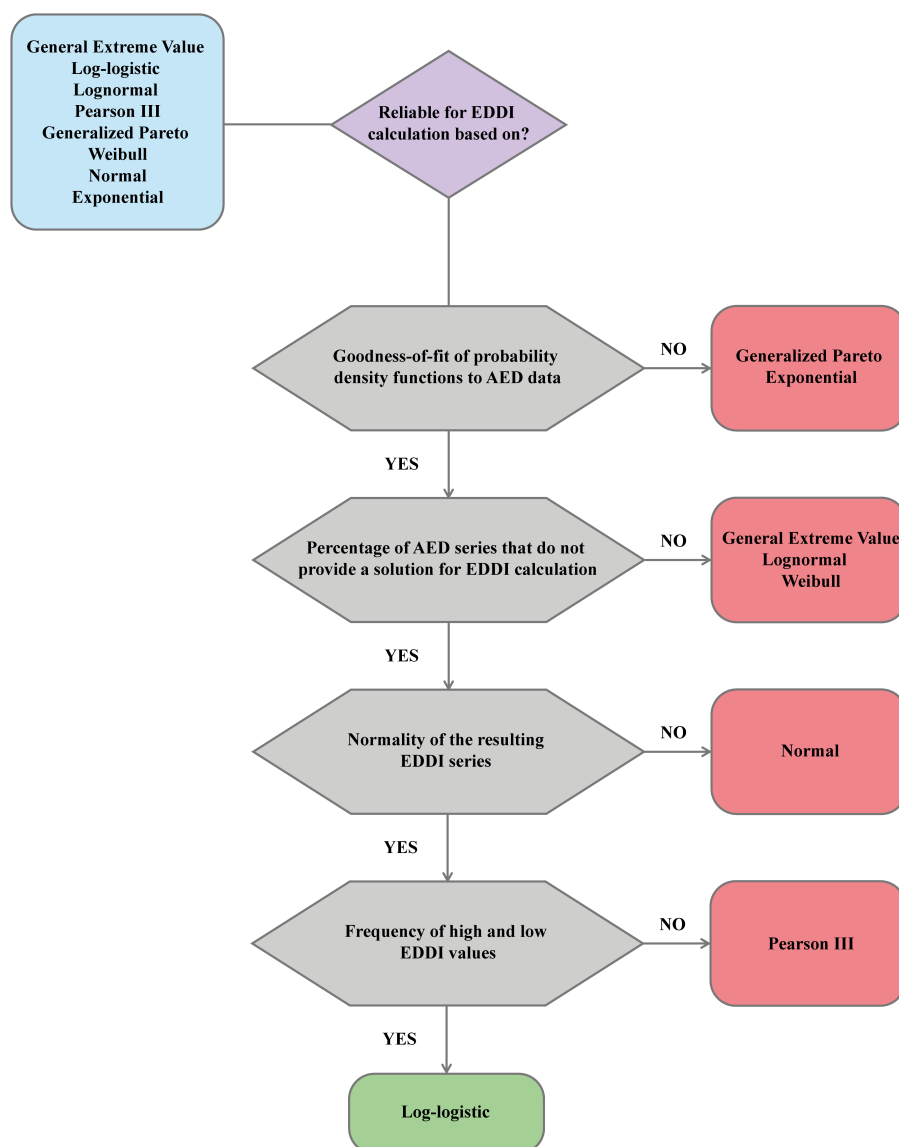 General Extreme Value
Log-logistic
Lognormal
Pearson III
Generalized Pareto
Weibull
Normal
Exponential
Reliable for EDDI
calculation based on?
Goodness-of-fit of probability
density functions to AED data
NO
Generalized Pareto
Exponential
YES
Percentage of AED series that do not
provide a solution for EDDI calculation
NO
General Extreme Value
Lognormal
Weibull
YES
Normality of the resulting
EDDI series
NO
Normal
YES
Frequency of high and low
EDDI values
NO
Pearson III
YES
Log-logistic